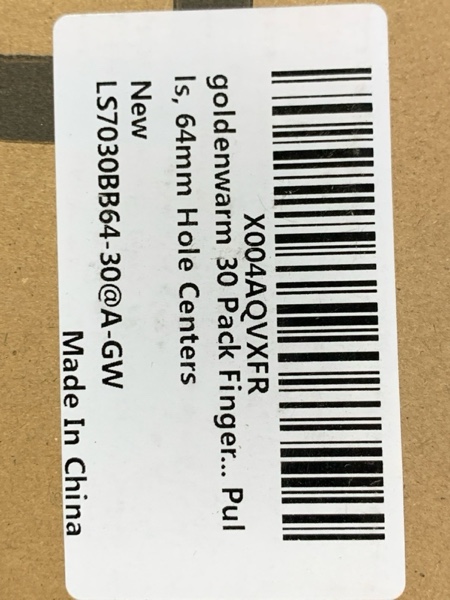 X004AQVXFR
goldenwarm 30 Pack Finger... Pul
ls, 64mm Hole Centers
New
LS7030BB64-30@A-GW
Made In China